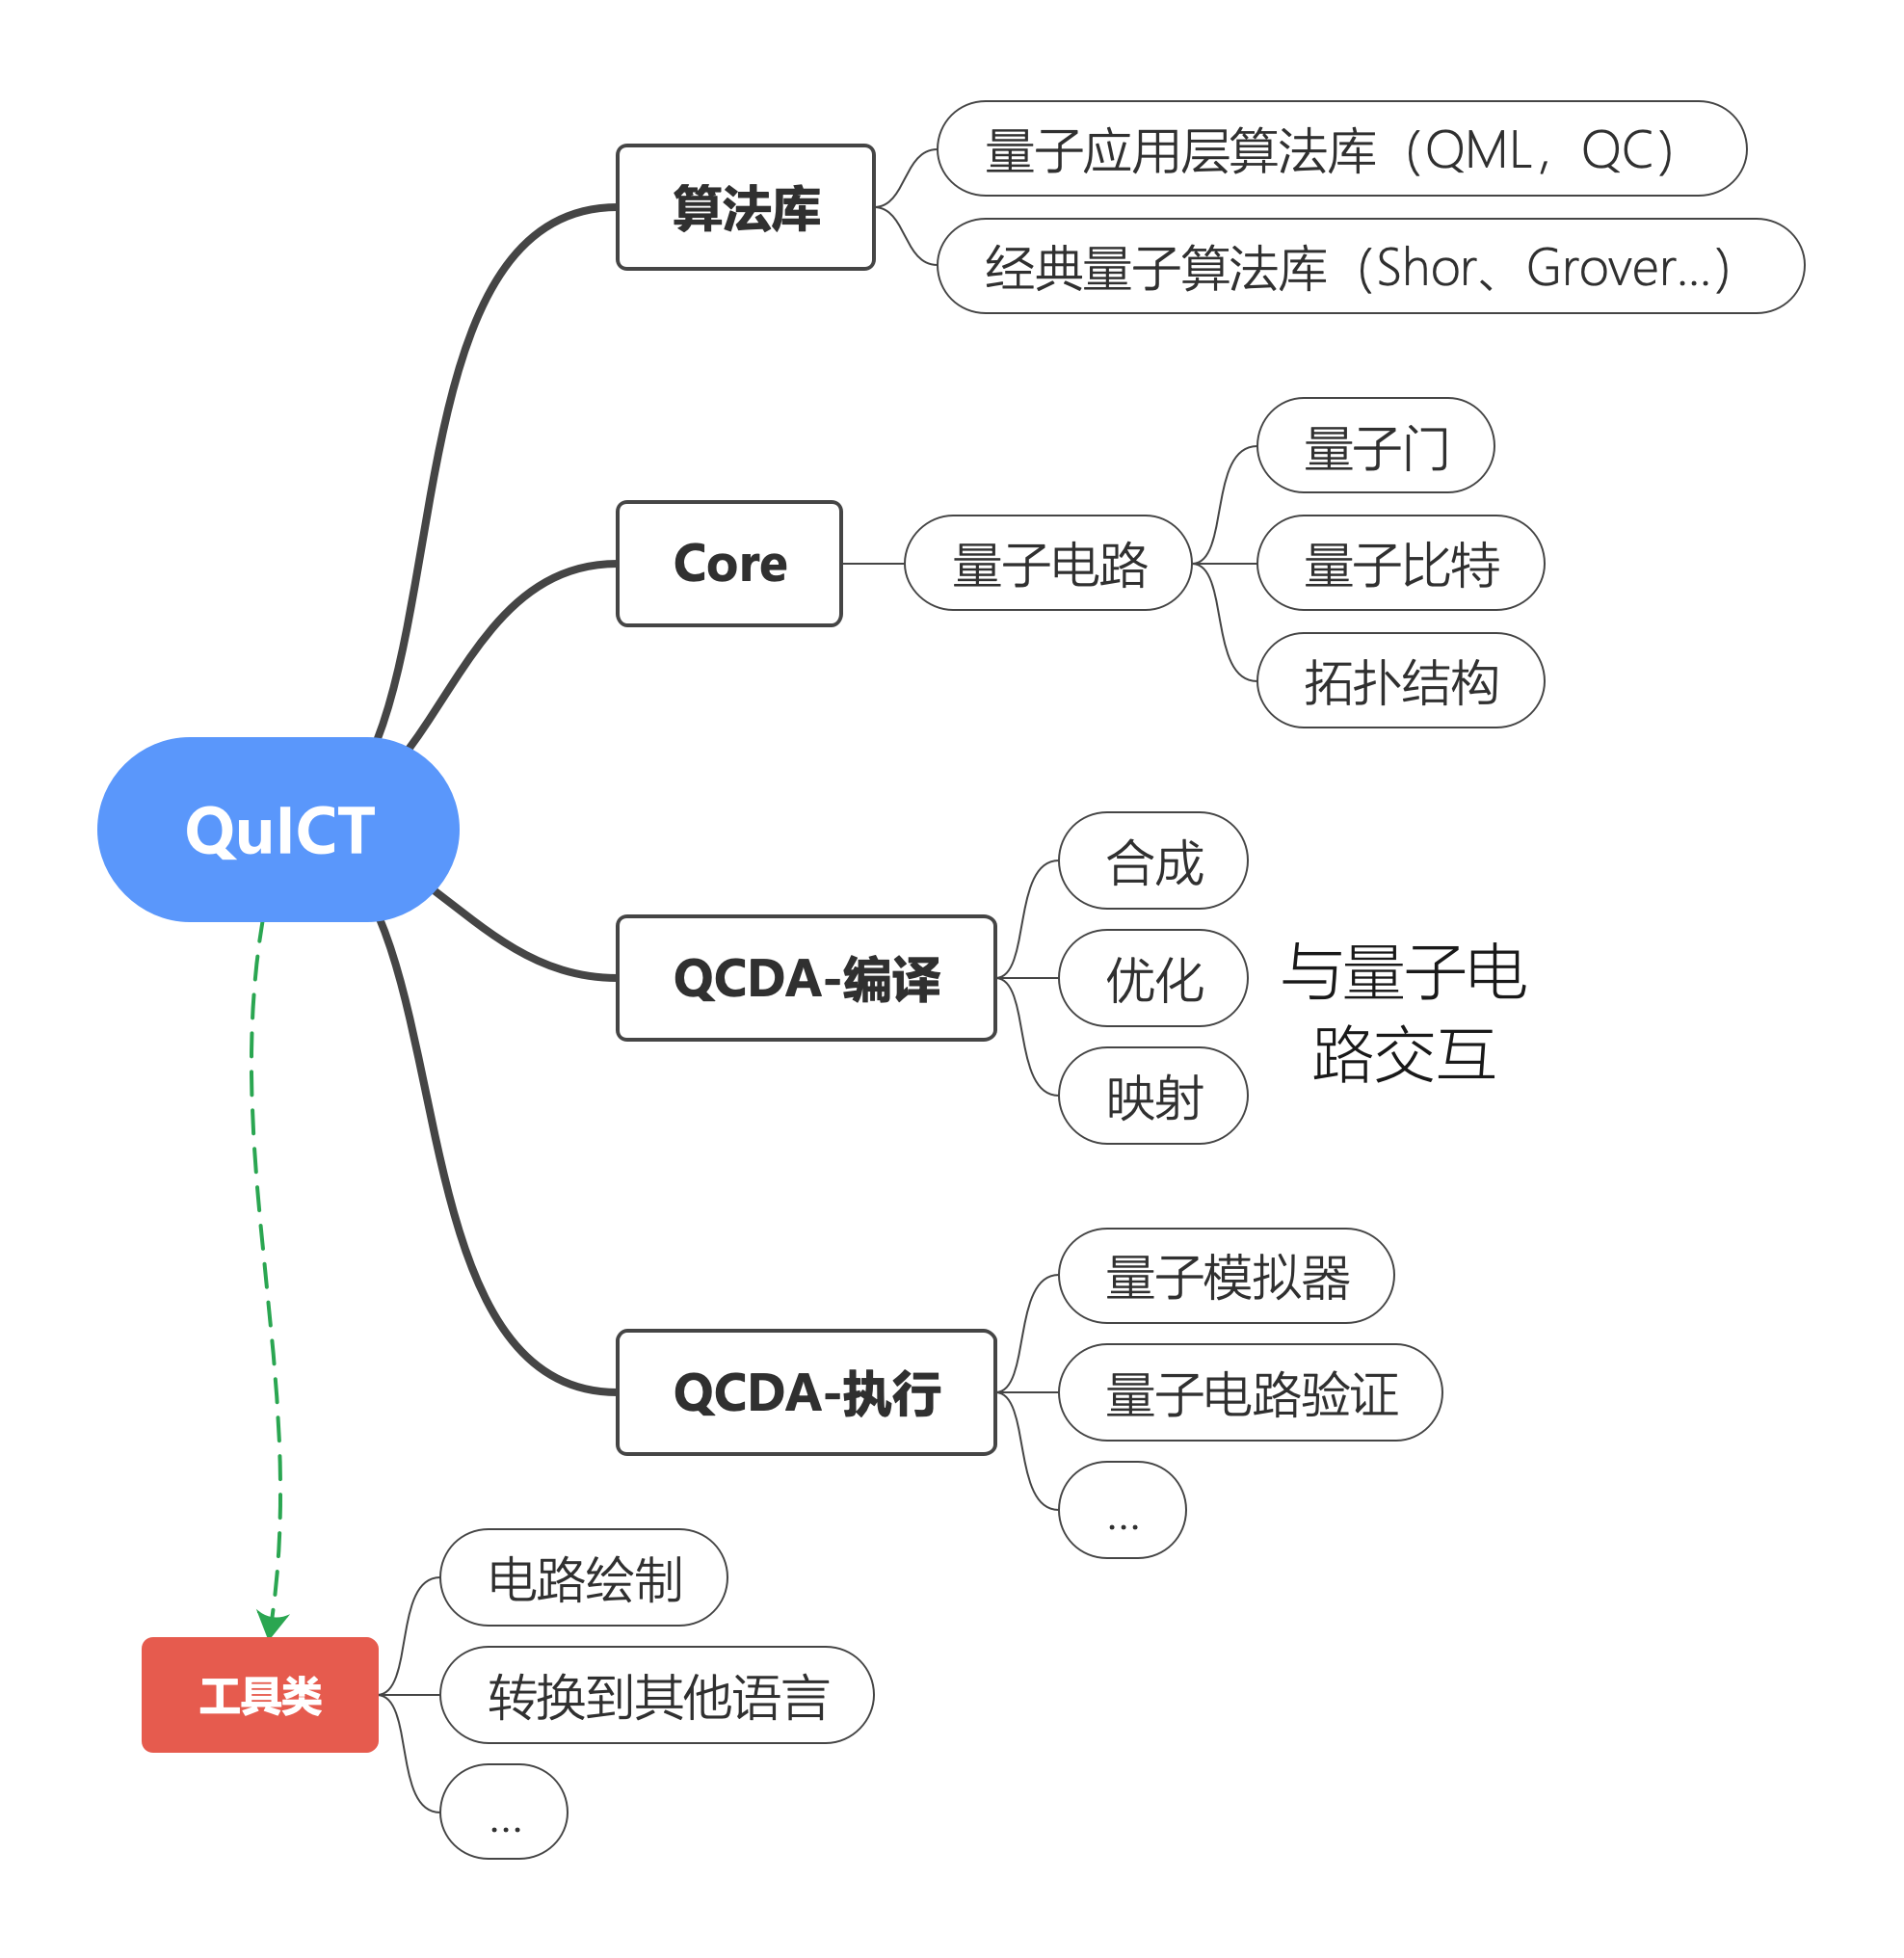 量子应用层算法库（QML，QC）
算法库
经典量子算法库（Shor、Grover...）
量子门
Core
量子电路
量子比特
拓扑结构
QuICT
合成
QCDA-编译
优化
与量子电
路交互
映射
量子模拟器
QCDA-执行
量子电路验证
...
电路绘制
工具类
转换到其他语言
...